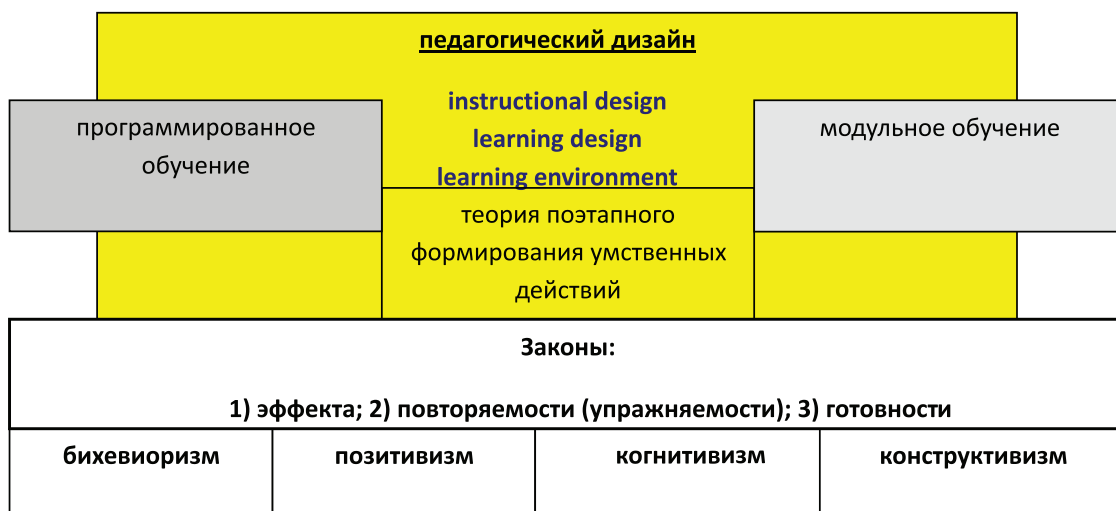 педагогический дизайн
instructional design
learning design
learning environment
программированное
обучение
модульное обучение
теория поэтапного
формирования умственных
действий
Законы:
1) эффекта; 2) повторяемости (упражняемости); 3) готовности
бихевиоризм
позитивизм
когнитивизм
конструктивизм